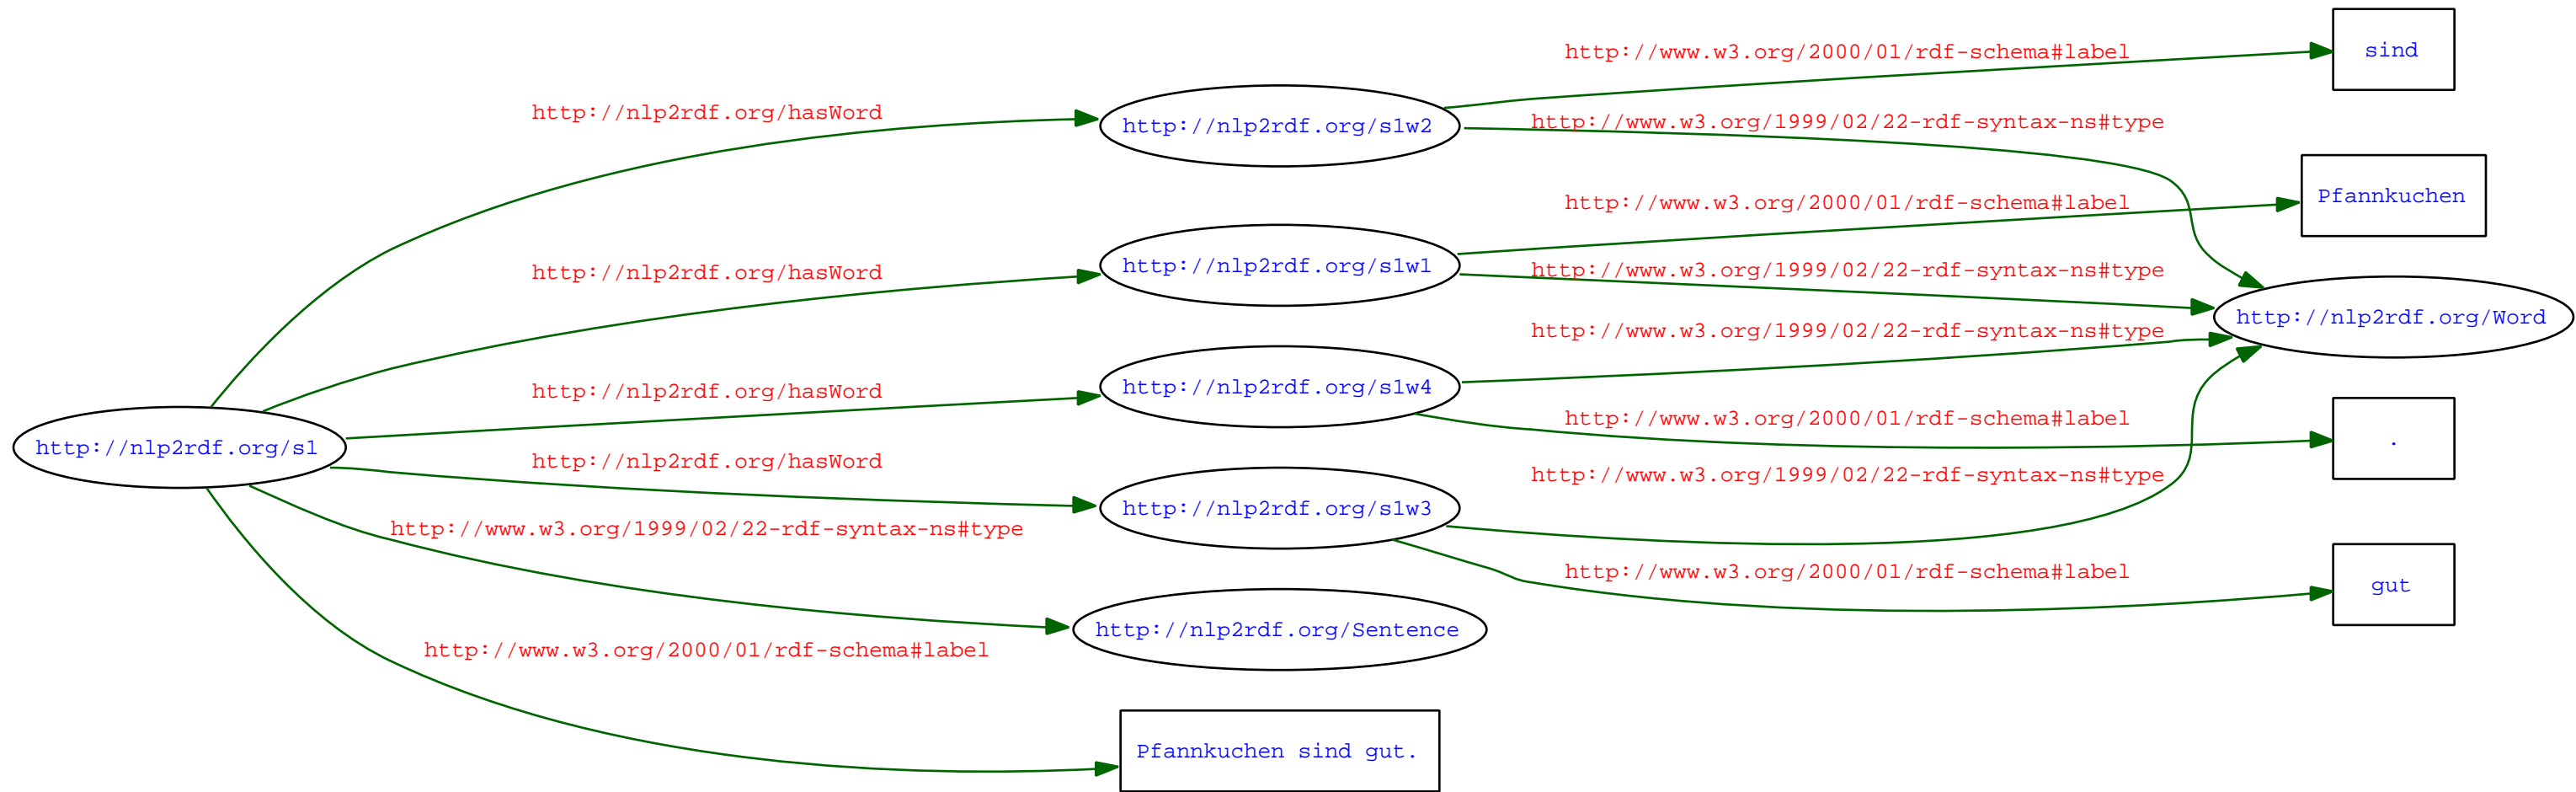 sind
http://www.w3.org/2000/01/rdf-schema#label
http://nlp2rdf.org/hasWord
http://nlp2rdf.org/s1w2
http://www.w3.org/1999/02/22-rdf-syntax-ns#type
Pfannkuchen
http://www.w3.org/2000/01/rdf-schema#label
http://nlp2rdf.org/hasWord
http://nlp2rdf.org/s1w1
http://www.w3.org/1999/02/22-rdf-syntax-ns#type
http://nlp2rdf.org/Word
http://www.w3.org/1999/02/22-rdf-syntax-ns#type
http://nlp2rdf.org/hasWord
http://nlp2rdf.org/s1w4
http://www.w3.org/2000/01/rdf-schema#label
.
http://nlp2rdf.org/s1
http://nlp2rdf.org/hasWord
http://www.w3.org/1999/02/22-rdf-syntax-ns#type
http://nlp2rdf.org/s1w3
http://www.w3.org/1999/02/22-rdf-syntax-ns#type
http://www.w3.org/2000/01/rdf-schema#label
gut
http://nlp2rdf.org/Sentence
http://www.w3.org/2000/01/rdf-schema#label
Pfannkuchen sind gut.